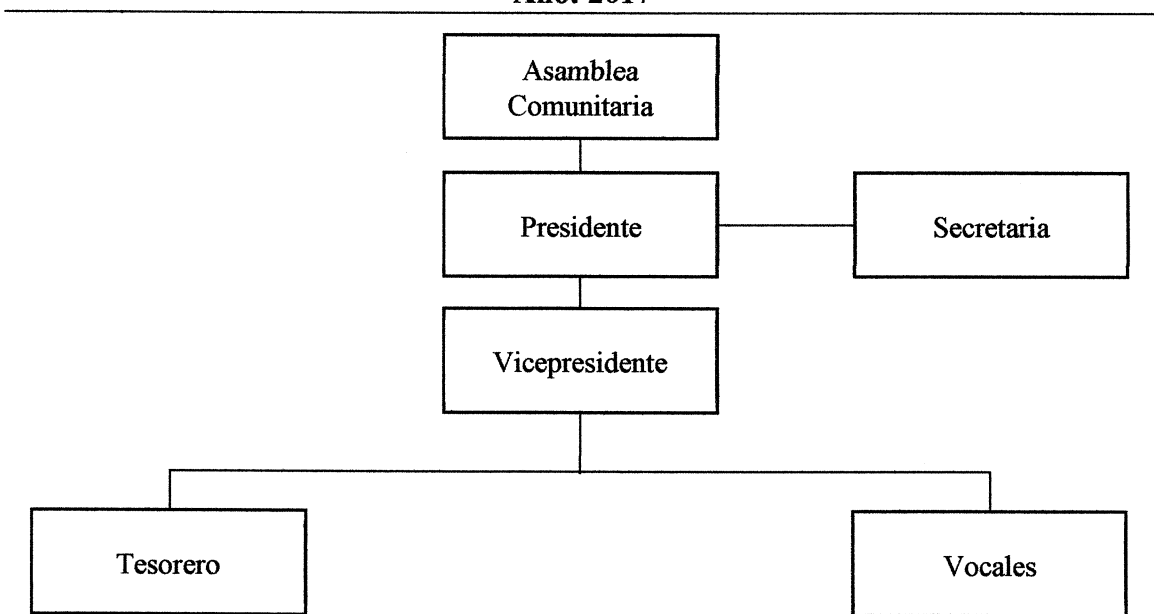 Asamblea
Comunitaria
Presidente
Secretaria
Vicepresidente
Tesorero
Vocales